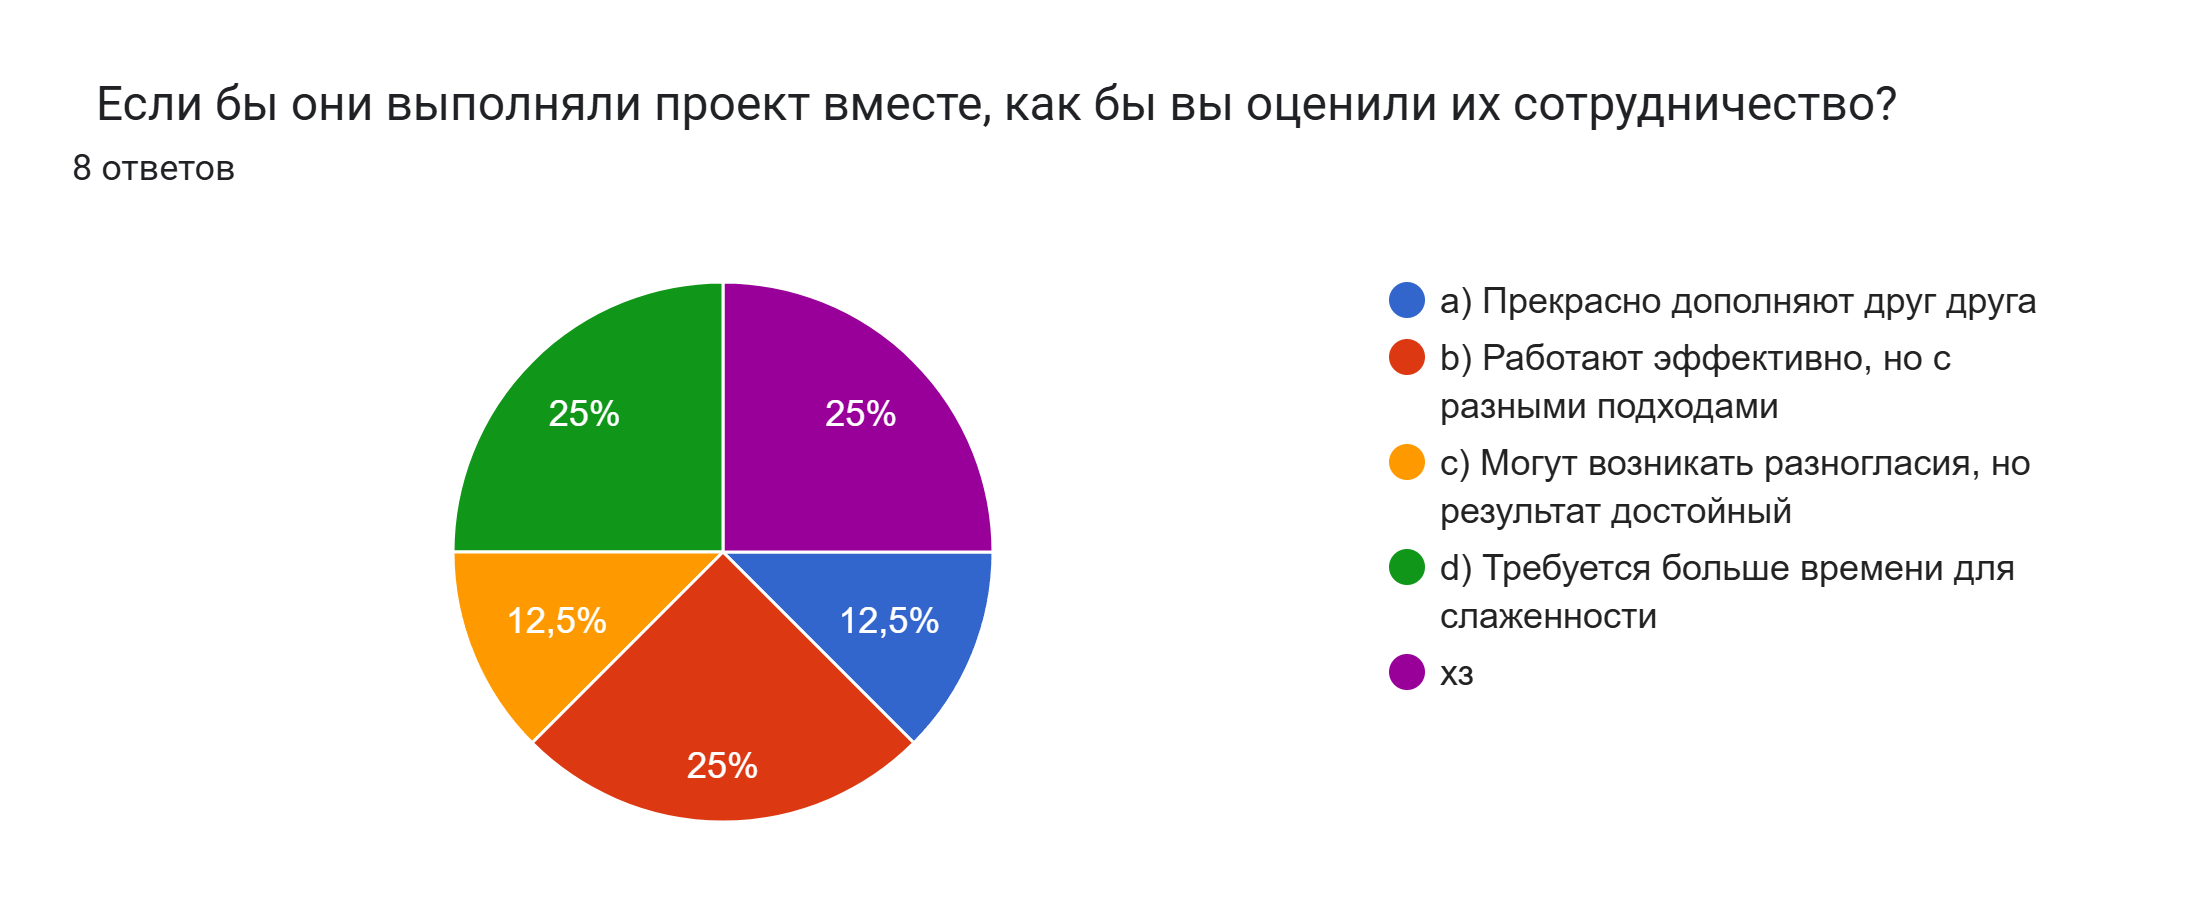 Если бы они выполняли проект вместе, как бы вы оценили их сотрудничество?
8 ответов
25%
25%
12,5%
12,5%
25%
a) Прекрасно дополняют друг друга
b) Работают эффективно, но с
разными подходами
c) Могут возникать разногласия, но
результат достойный
d) Требуется больше времени для
слаженности
хз